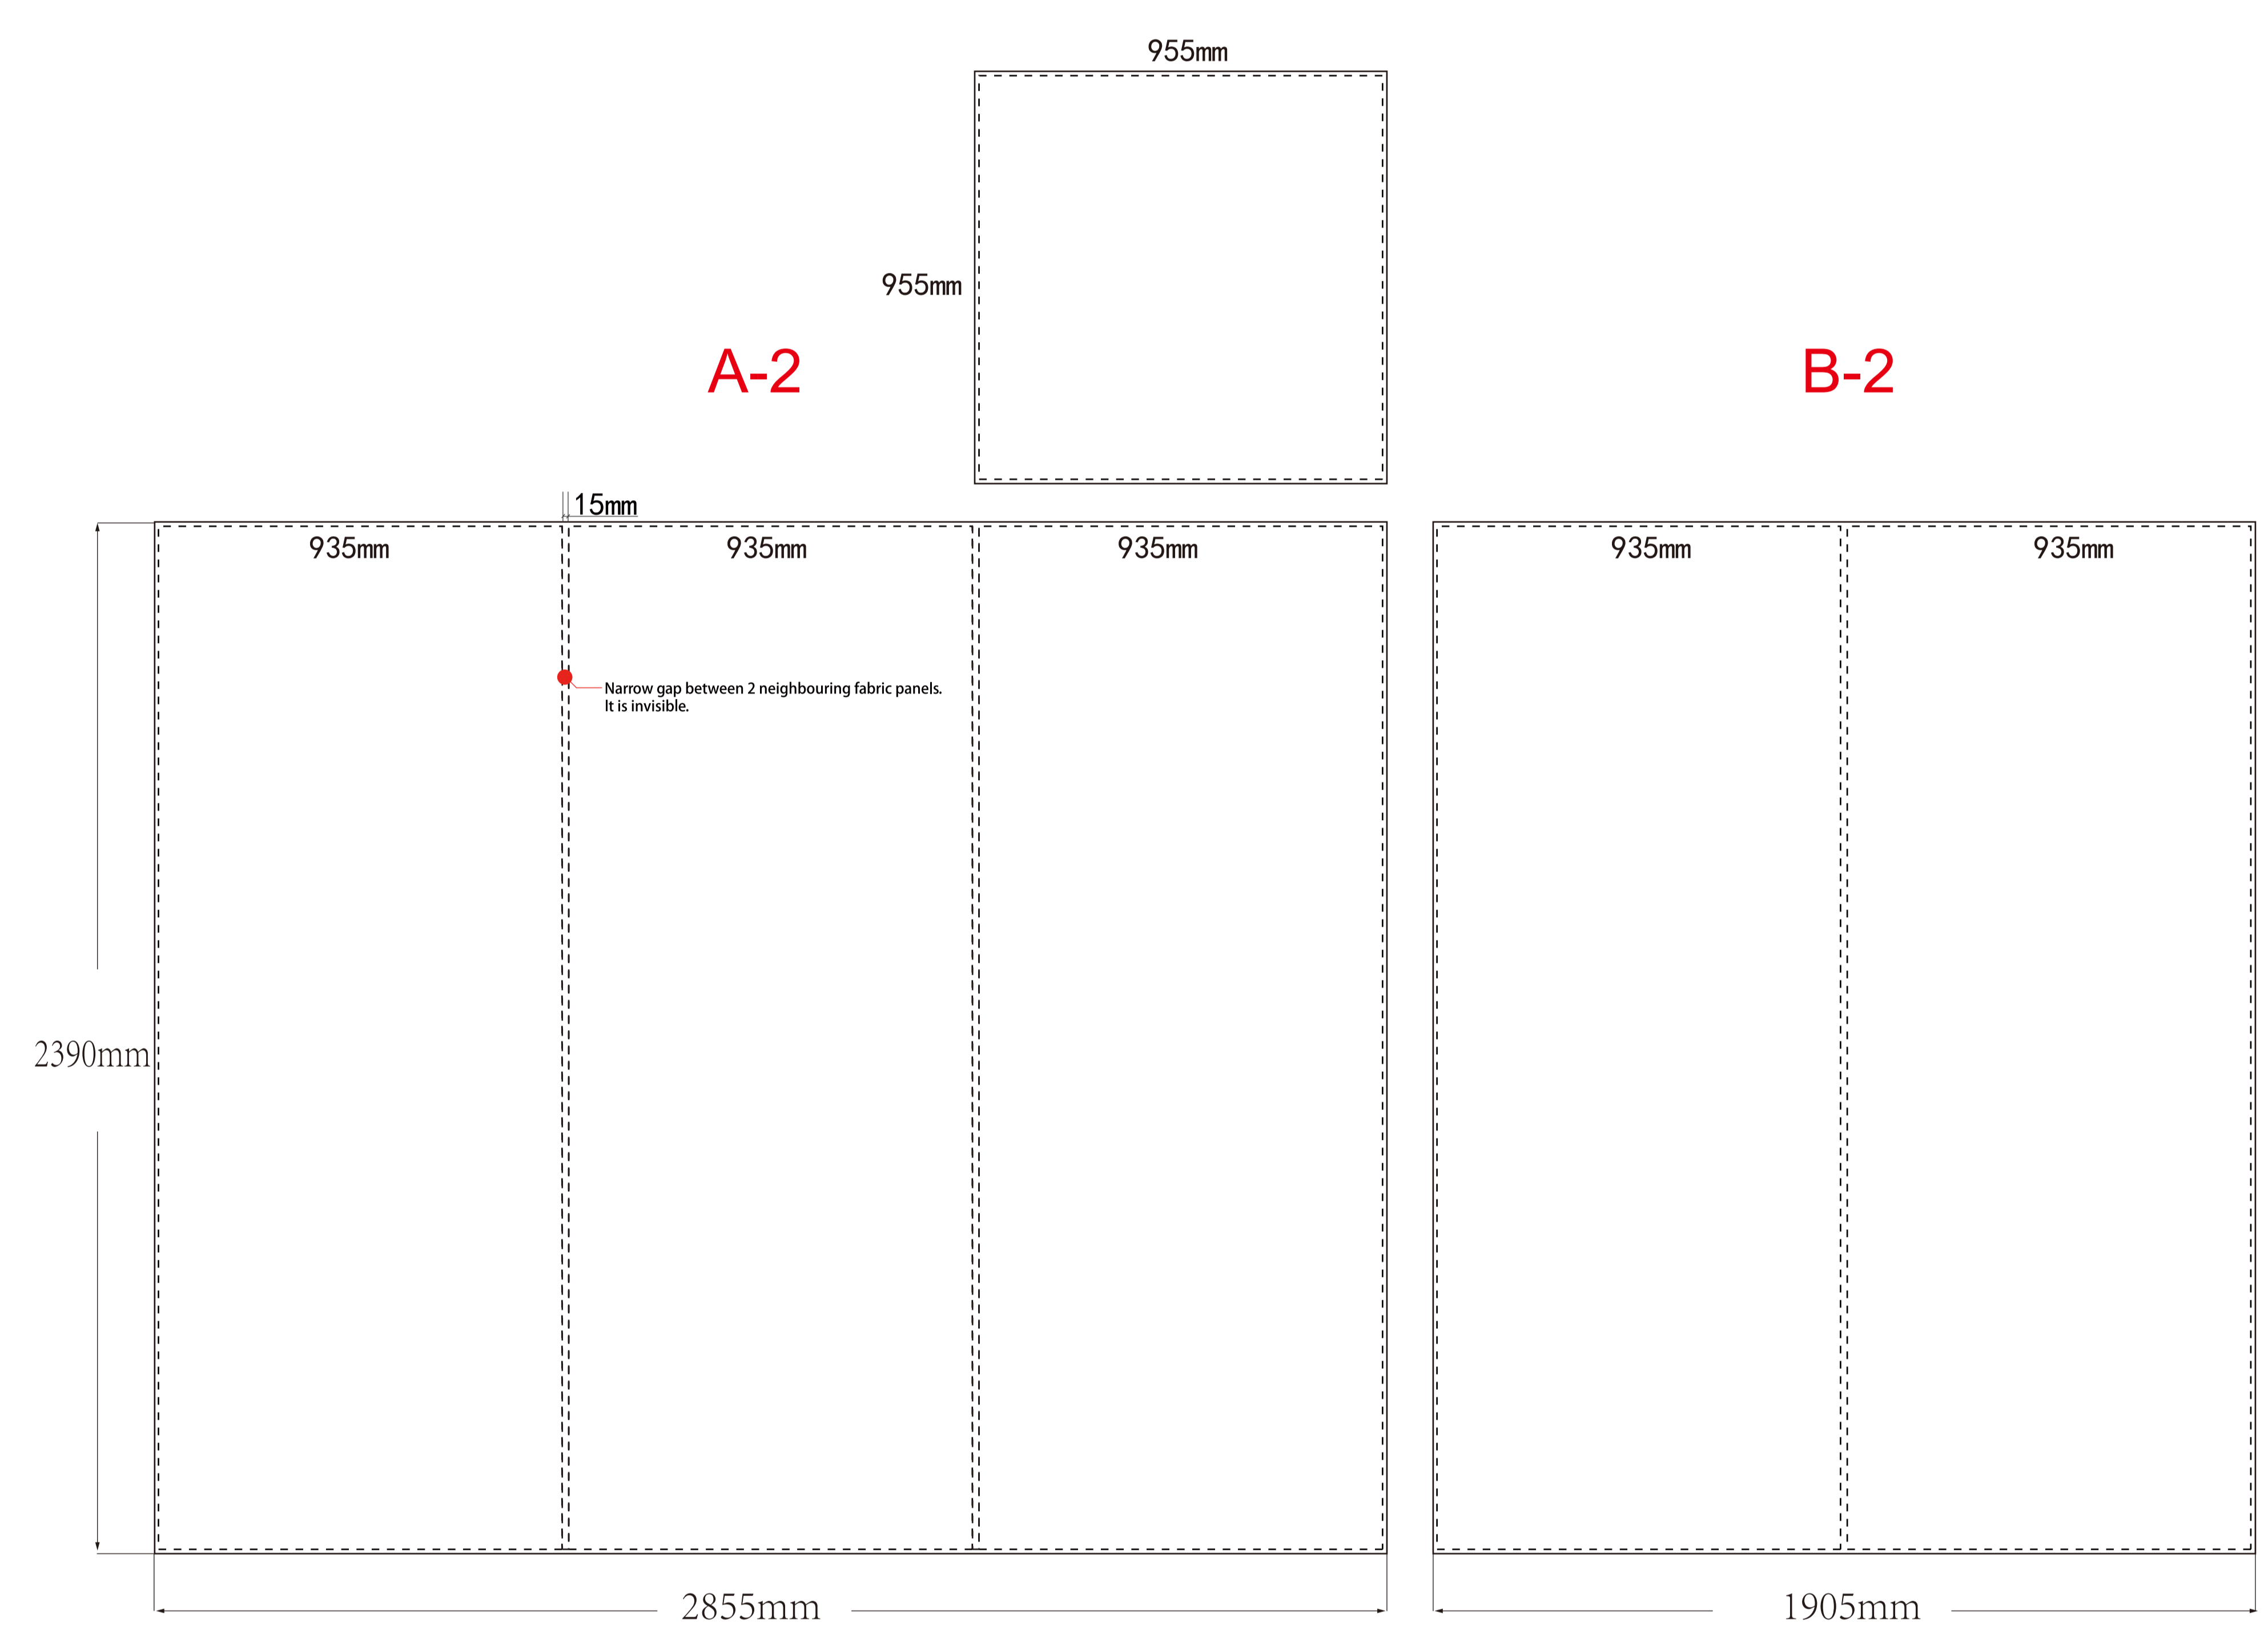 955mm
955mm
A-2
B-2
15mm
935mm
935mm
935mm
935mm
935mm
Narrow gap between 2 neighbouring fabric panels.
It is invisible.
2390mm
2855mm
1905mm